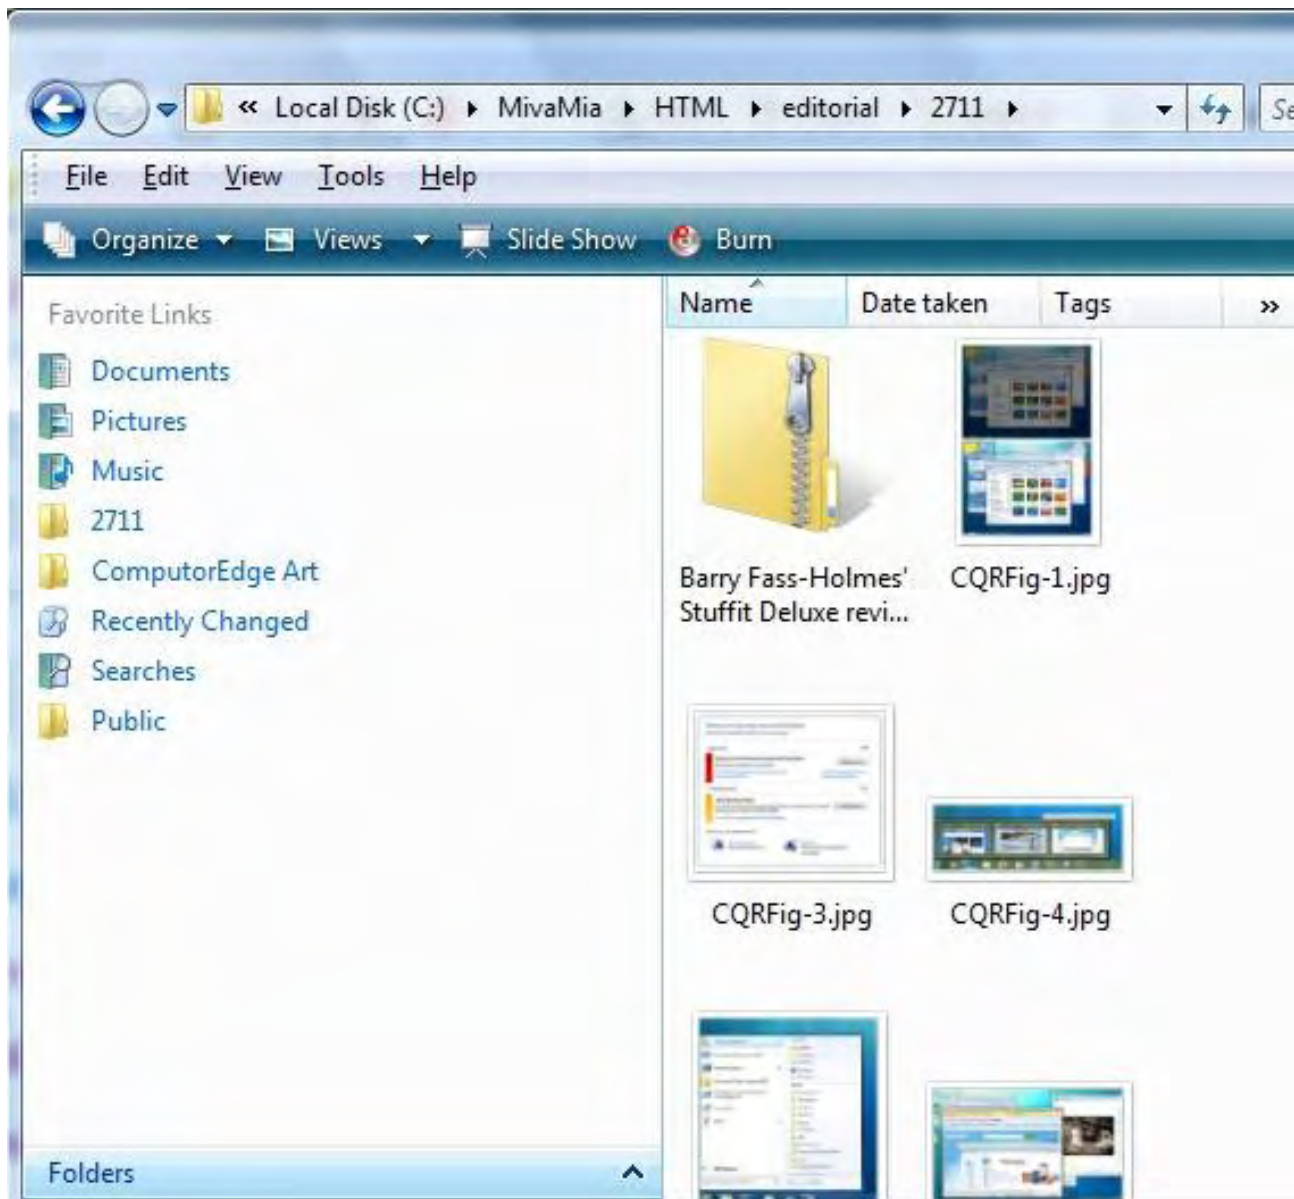 « Local Disk (C:) MivaMia HTML editorial 2711 Se
File Edit View Tools Help
Organize Views Slide Show Burn
Favorite Links
Documents
Pictures
Music
2711
ComputorEdge Art
Recently Changed
Searches
Public
Folders
Name Date taken Tags »
Barry Fass-Holmes'
Stuffit Deluxe revi...
CQRFig-1.jpg
CQRFig-3.jpg
CQRFig-4.jpg